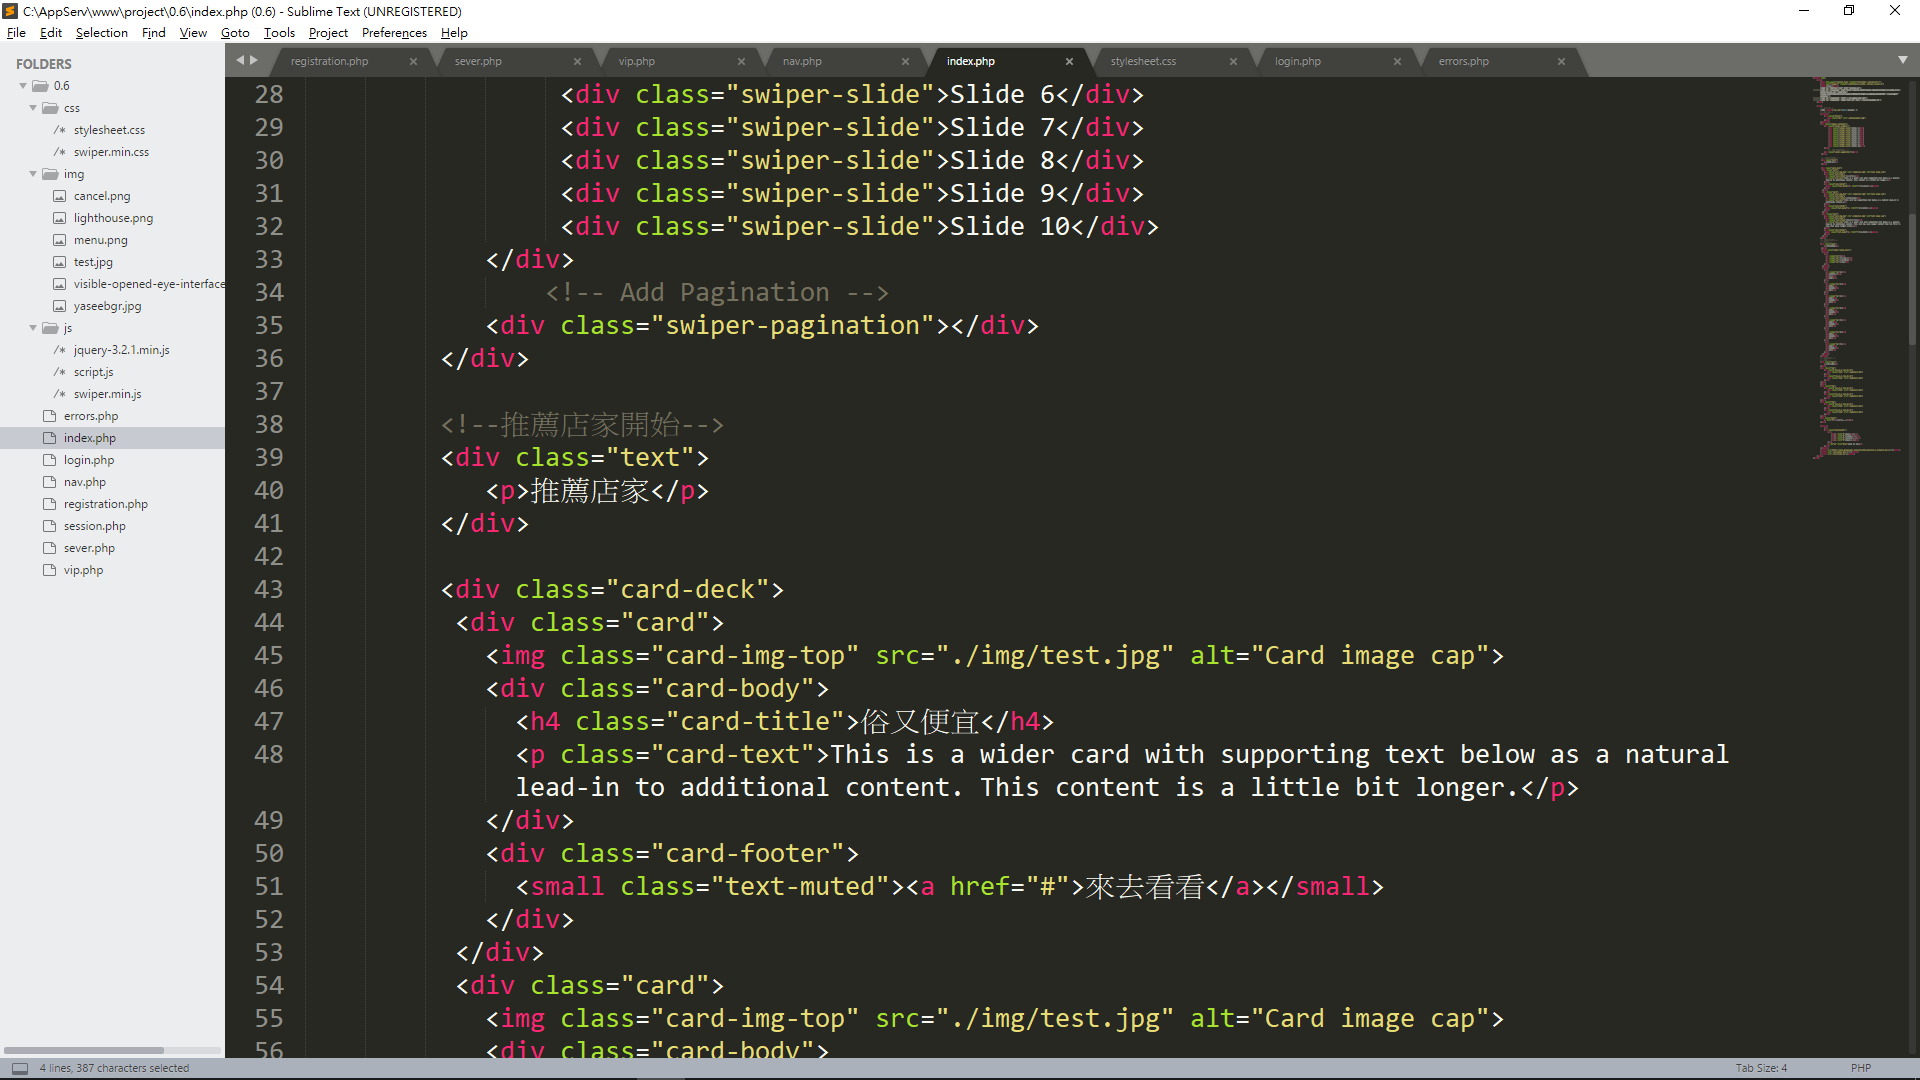 C:\AppServ\www\project\0.6\index.php (0.6) - Sublime Text (UNREGISTERED)
File Edit Selection Find View Goto Tools Project Preferences Help
FOLDERS
0.6
css
/* stylesheet.css
/* swiper.min.css
img
cancel.png
lighthouse.png
menu.png
test.jpg
visible-opened-eye-interface
yaseebgr.jpg
js
/* jquery-3.2.1.min.js
/* script.js
/* swiper.min.js
errors.php
index.php
login.php
nav.php
registration.php
session.php
sever.php
vip.php
registration.php × sever.php × vip.php × nav.php × index.php × stylesheet.css × login.php × errors.php ×
28 <div class="swiper-slide">Slide 6</div>
29 <div class="swiper-slide">Slide 7</div>
30 <div class="swiper-slide">Slide 8</div>
31 <div class="swiper-slide">Slide 9</div>
32 <div class="swiper-slide">Slide 10</div>
33 </div>
34 <!-- Add Pagination -->
35 <div class="swiper-pagination"></div>
36 </div>
37
38 <!--推薦店家開始-->
39 <div class="text">
40 <p>推薦店家</p>
41 </div>
42
43 <div class="card-deck">
44 <div class="card">
45 <img class="card-img-top" src="./img/test.jpg" alt="Card image cap">
46 <div class="card-body">
47 <h4 class="card-title">俗又便宜</h4>
48 <p class="card-text">This is a wider card with supporting text below as a natural
lead-in to additional content. This content is a little bit longer.</p>
49 </div>
50 <div class="card-footer">
51 <small class="text-muted"><a href="#">來去看看</a></small>
52 </div>
53 </div>
54 <div class="card">
55 <img class="card-img-top" src="./img/test.jpg" alt="Card image cap">
56 <div class="card-body">
4 lines, 387 characters selected
Tab Size: 4 PHP